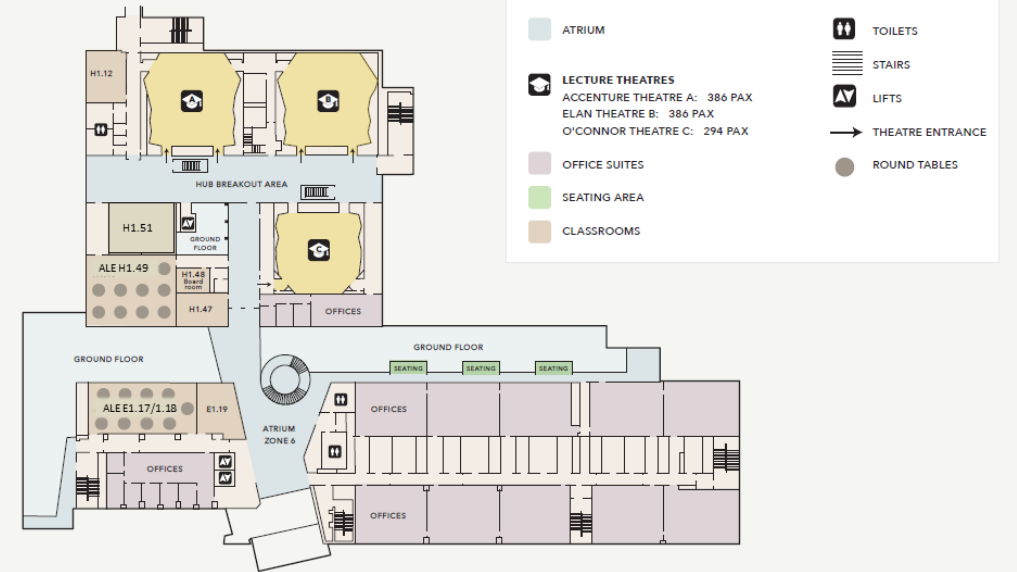 ATRIUM
LECTURE THEATRES
ACCENTURE THEATRE A: 386 PAX
ELAN THEATRE B: 386 PAX
O'CONNOR THEATRE C: 294 PAX
OFFICE SUITES
SEATING AREA
CLASSROOMS
TOILETS
STAIRS
LIFTS
THEATRE ENTRANCE
ROUND TABLES
H1.12
A
B
HUB BREAKOUT AREA
H1.51
GROUND
FLOOR
C
ALE H1.49
H1.48
Board
room
H1.47
OFFICES
GROUND FLOOR
GROUND FLOOR
SEATING
SEATING
SEATING
ALE E1.17/1.18
E1.19
ATRIUM
ZONE 6
OFFICES
OFFICES
OFFICES